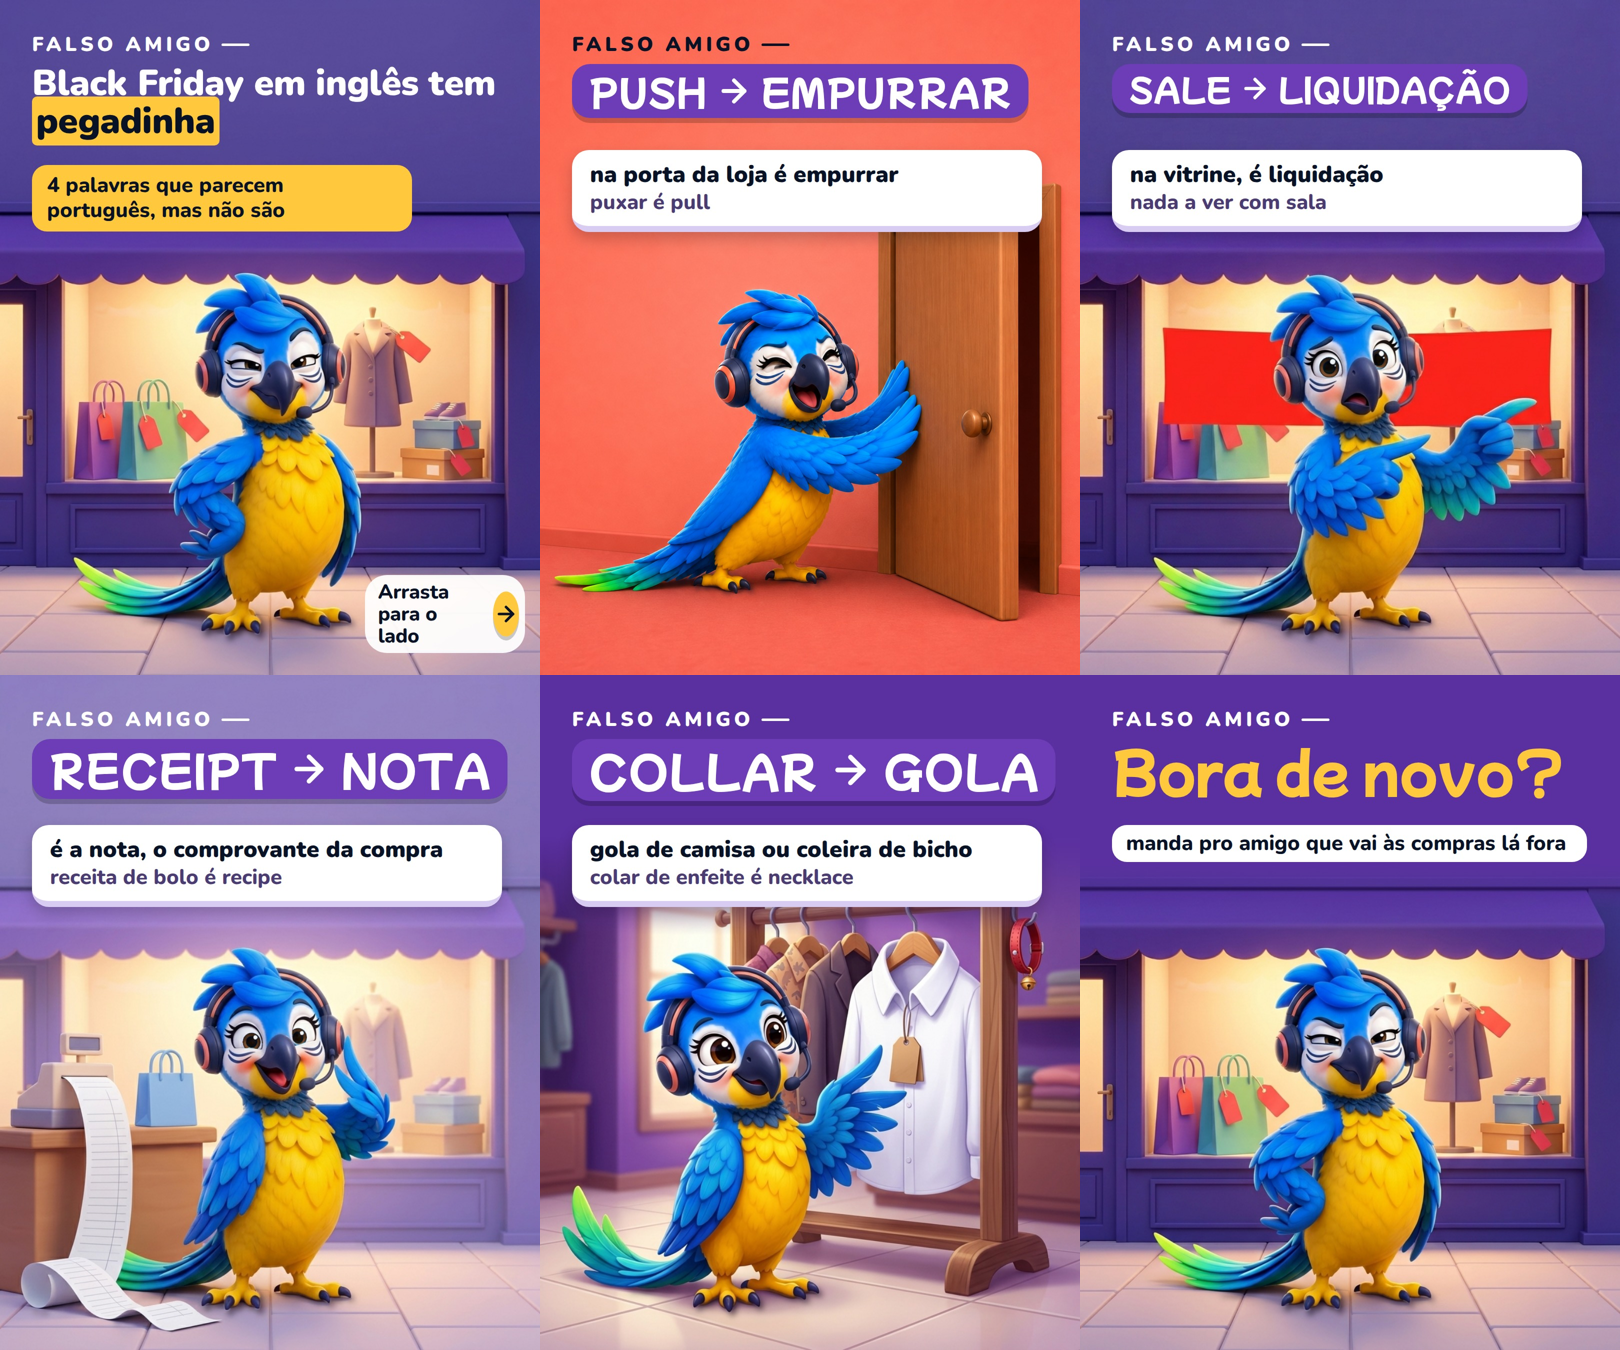 FALSO AMIGO —
Black Friday em inglês tem
pegadinha
4 palavras que parecem
português, mas não são
Arrasta
para o
lado
→
FALSO AMIGO —
PUSH → EMPURRAR
na porta da loja é empurrar
puxar é pull
FALSO AMIGO —
SALE → LIQUIDAÇÃO
na vitrine, é liquidação
nada a ver com sala
FALSO AMIGO —
RECEIPT → NOTA
é a nota, o comprovante da compra
receita de bolo é recipe
FALSO AMIGO —
COLLAR → GOLA
gola de camisa ou coleira de bicho
colar de enfeite é necklace
FALSO AMIGO —
Bora de novo?
manda pro amigo que vai às compras lá fora